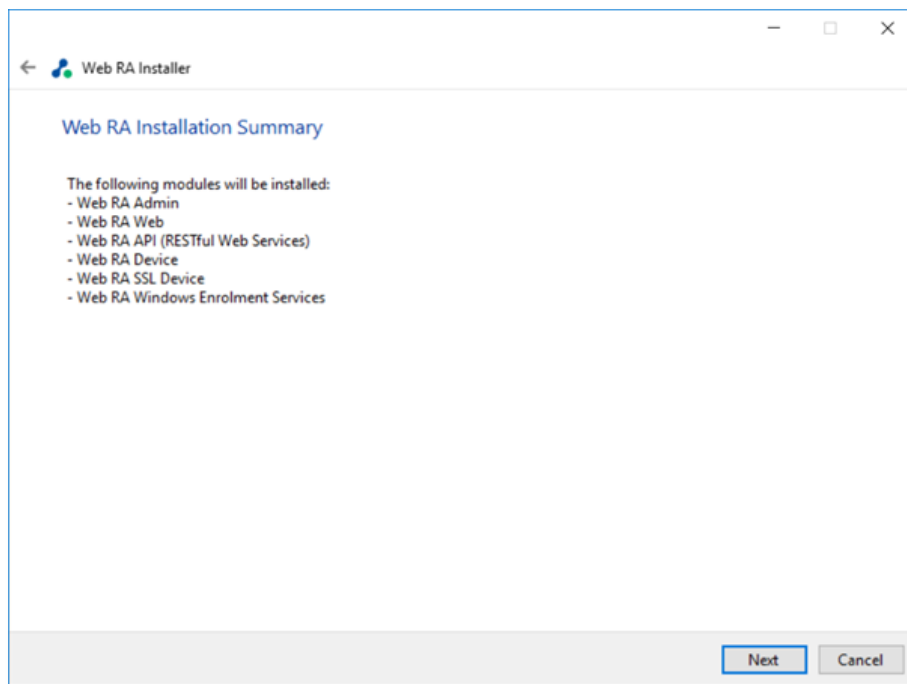 Web RA Installer
Web RA Installation Summary
The following modules will be installed:
- Web RA Admin
- Web RA Web
- Web RA API (RESTful Web Services)
- Web RA Device
- Web RA SSL Device
- Web RA Windows Enrolment Services
Next Cancel